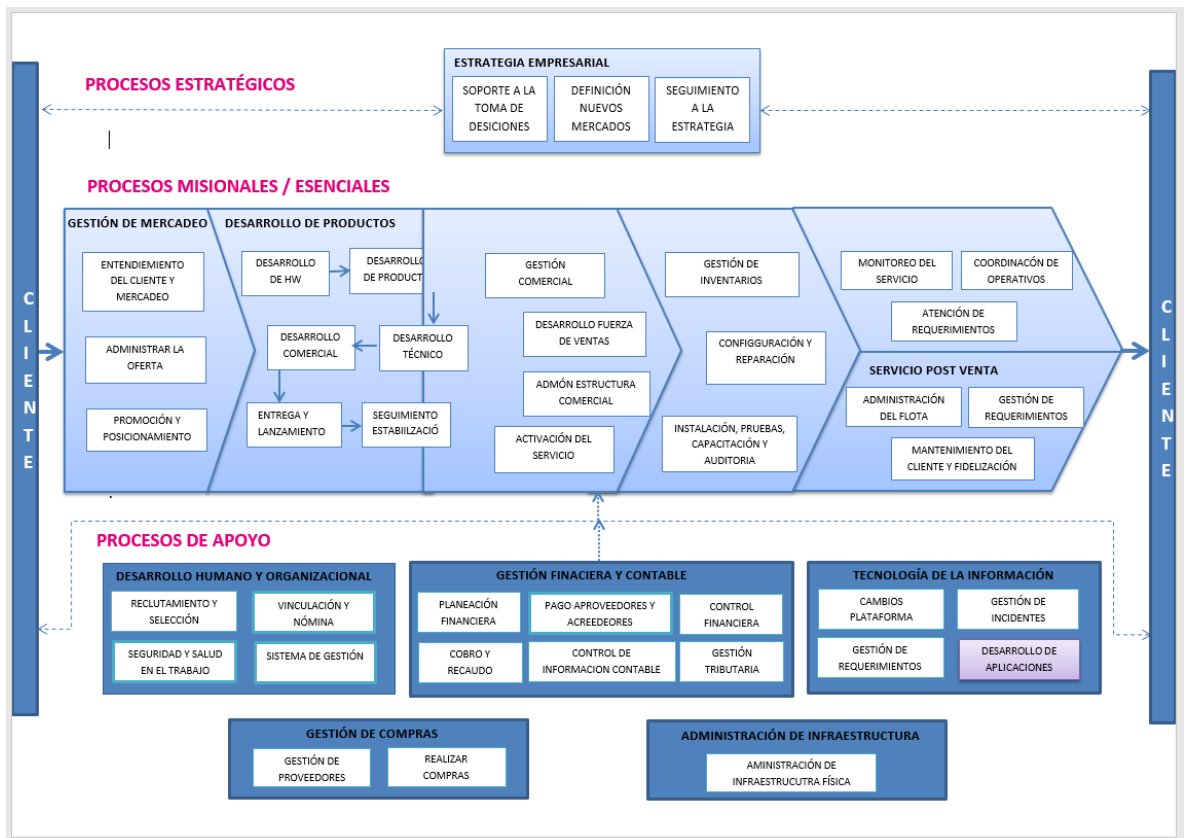 ESTRATEGIA EMPRESARIAL
PROCESOS ESTRATÉGICOS
SOPORTE A LA
TOMA DE
DESICIONES
DEFINICIÓN
NUEVOS
MERCADOS
SEGUIMIENTO
A LA
ESTRATEGIA
PROCESOS MISIONALES / ESENCIALES
CLIENTE
GESTIÓN DE MERCADEO
ENTENDIEMIENTO
DEL CLIENTE Y
MERCADEO
ADMINISTRAR LA
OFERTA
PROMOCIÓN Y
POSICIONAMIENTO
DESARROLLO DE PRODUCTOS
DESARROLLO
DE HW
DESARROLLO
DE PRODUCT
DESARROLLO
COMERCIAL
DESARROLLO
TÉCNICO
ENTREGA Y
LANZAMIENTO
SEGUIMIENTO
ESTABIILZACIÓ
GESTIÓN
COMERCIAL
DESARROLLO FUERZA
DE VENTAS
ADMÓN ESTRUCTURA
COMERCIAL
ACTIVACIÓN DEL
SERVICIO
GESTIÓN DE
INVENTARIOS
CONFIGGURACIÓN Y
REPARACIÓN
INSTALACIÓN, PRUEBAS,
CAPACITACIÓN Y
AUDITORIA
MONITOREO DEL
SERVICIO
COORDINACÓN DE
OPERATIVOS
ATENCIÓN DE
REQUERIMIENTOS
SERVICIO POST VENTA
ADMINISTRACIÓN
DEL FLOTA
GESTIÓN DE
REQUERIMIENTOS
MANTENIMIENTO DEL
CLIENTE Y FIDELIZACIÓN
CLIENTE
PROCESOS DE APOYO
DESARROLLO HUMANO Y ORGANIZACIONAL
RECLUTAMIENTO Y
SELECCIÓN
VINCULACIÓN Y
NÓMINA
SEGURIDAD Y SALUD
EN EL TRABAJO
SISTEMA DE GESTIÓN
GESTIÓN FINACIERA Y CONTABLE
PLANEACIÓN
FINANCIERA
PAGO APROVEEDORES Y
ACREEDEORES
CONTROL
FINANCIERA
COBRO Y
RECAUDO
CONTROL DE
INFORMACION CONTABLE
GESTIÓN
TRIBUTARIA
TECNOLOGÍA DE LA INFORMACIÓN
CAMBIOS
PLATAFORMA
GESTIÓN DE
INCIDENTES
GESTIÓN DE
REQUERIMIENTOS
DESARROLLO DE
APLICACIONES
GESTIÓN DE COMPRAS
GESTIÓN DE
PROVEEDORES
REALIZAR
COMPRAS
ADMINISTRACIÓN DE INFRAESTRUCTURA
AMINISTRACIÓN DE
INFRAESTRUCUTRA FÍSICA